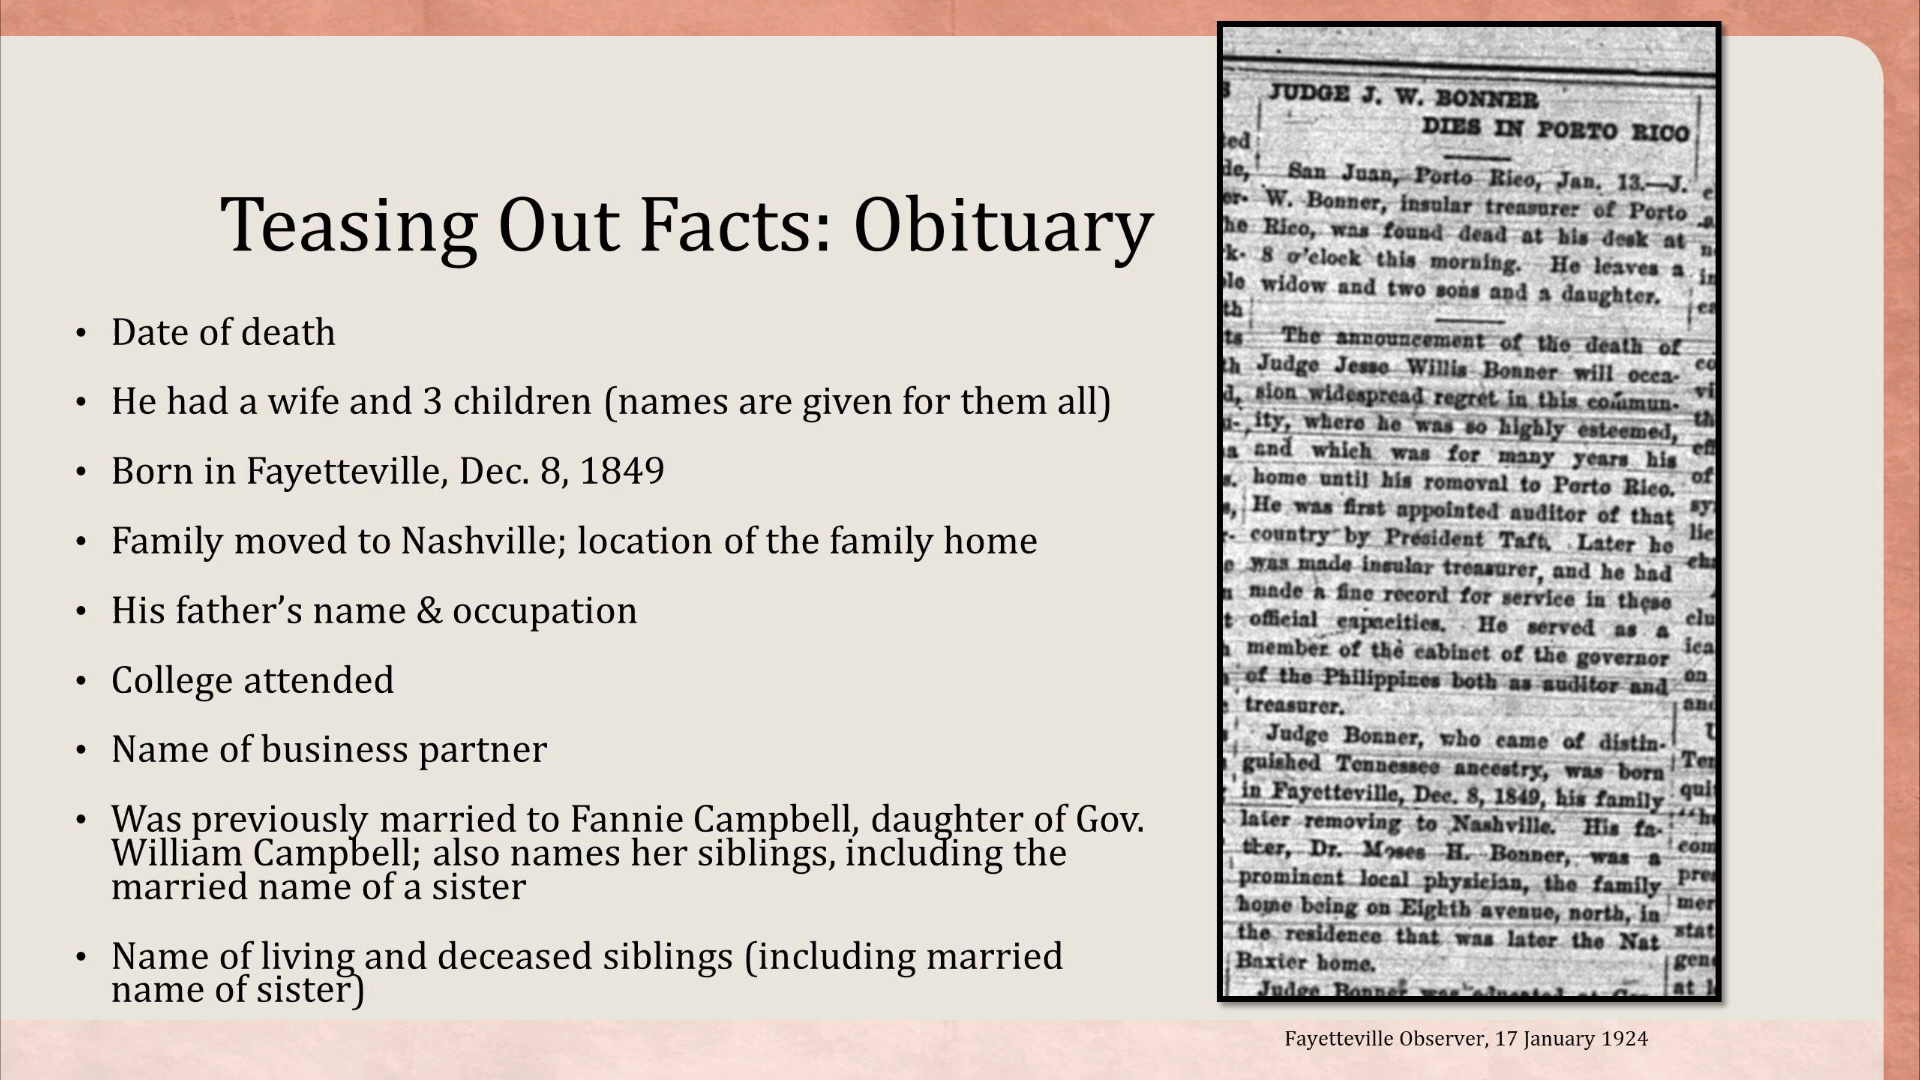 Teasing Out Facts: Obituary
• Date of death
• He had a wife and 3 children (names are given for them all)
• Born in Fayetteville, Dec. 8, 1849
• Family moved to Nashville; location of the family home
• His father’s name & occupation
• College attended
• Name of business partner
• Was previously married to Fannie Campbell, daughter of Gov.
William Campbell; also names her siblings, including the
married name of a sister
• Name of living and deceased siblings (including married
name of sister)
JUDGE J. W. BONNER
DIES IN PORTO RICO
San Juan, Porto Rico, Jan. 13.—J.
W. Bonner, insular treasurer of Porto
Rico, was found dead at his desk at
8 o'clock this morning. He leaves a
widow and two sons and a daughter.
The announcement of the death of
Judge Jesse Willis Bonner will occa-
sion widespread regret in this commun-
ity, where he was so highly esteemed,
and which was for many years his
home until his romoval to Porto Rico.
He was first appointed auditor of that
country by President Taft. Later he
was made insular treasurer, and he had
made a fine record for service in these
official capacities. He served as a
member of the cabinet of the governor
of the Philippines both as auditor and
treasurer.
Judge Bonner, who came of distin-
guished Tennessee ancestry, was born
in Fayetteville, Dec. 8, 1849, his family
later removing to Nashville. His fa-
ther, Dr. Moses H. Bonner, was a
prominent local physician, the family
home being on Eighth avenue, north, in
the residence that was later the Nat
Baxter home.
Judge Bonner was educated at
Fayetteville Observer, 17 January 1924